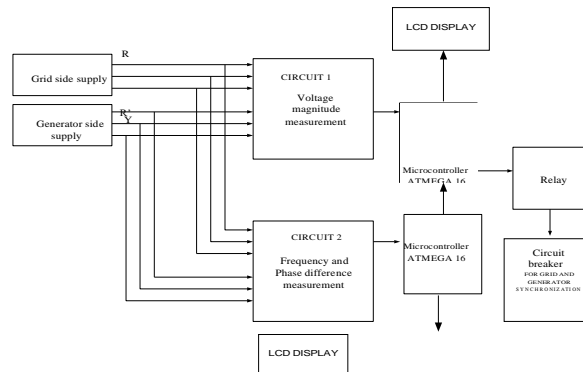 LCD DISPLAY
R
Grid side supply
CIRCUIT 1
Voltage
magnitude
measurement
R'
Y
Generator side
supply
Microcontroller
ATMEGA 16
Relay
CIRCUIT 2
Frequency and
Phase difference
measurement
Microcontroller
ATMEGA 16
Circuit
breaker
FOR GRID AND
GENERATOR
SYNCHRONIZATION
LCD DISPLAY